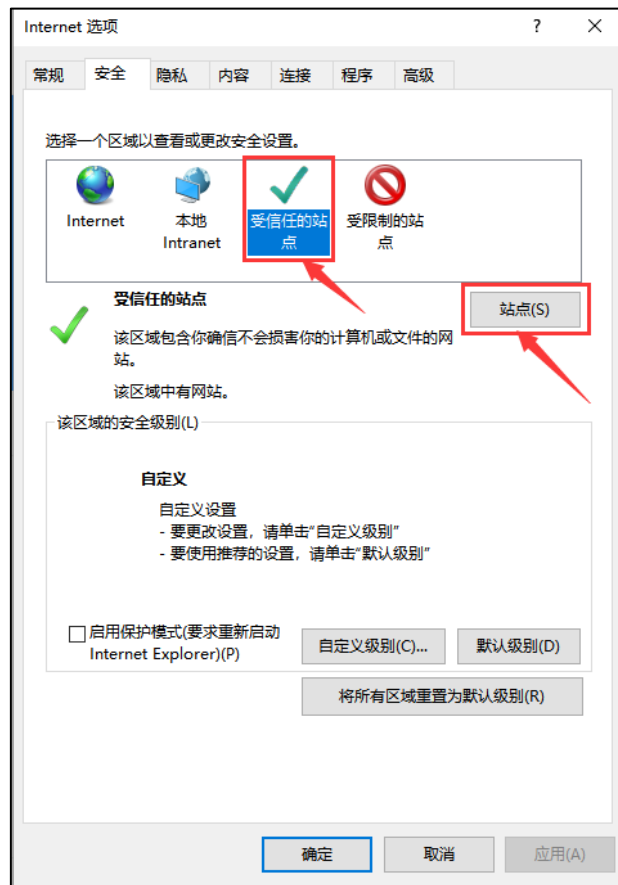 Internet 选项
?
常规 安全 隐私 内容 连接 程序 高级
选择一个区域以查看或更改安全设置。
Internet
本地
Intranet
受信任的站
点
受限制的站
点
受信任的站点
站点(S)
该区域包含你确信不会损害你的计算机或文件的网
站。
该区域中有网站。
该区域的安全级别(L)
自定义
自定义设置
- 要更改设置，请单击“自定义级别”
- 要使用推荐的设置，请单击“默认级别”
启用保护模式(要求重新启动
Internet Explorer)(P)
自定义级别(C)... 默认级别(D)
将所有区域重置为默认级别(R)
确定 取消 应用(A)